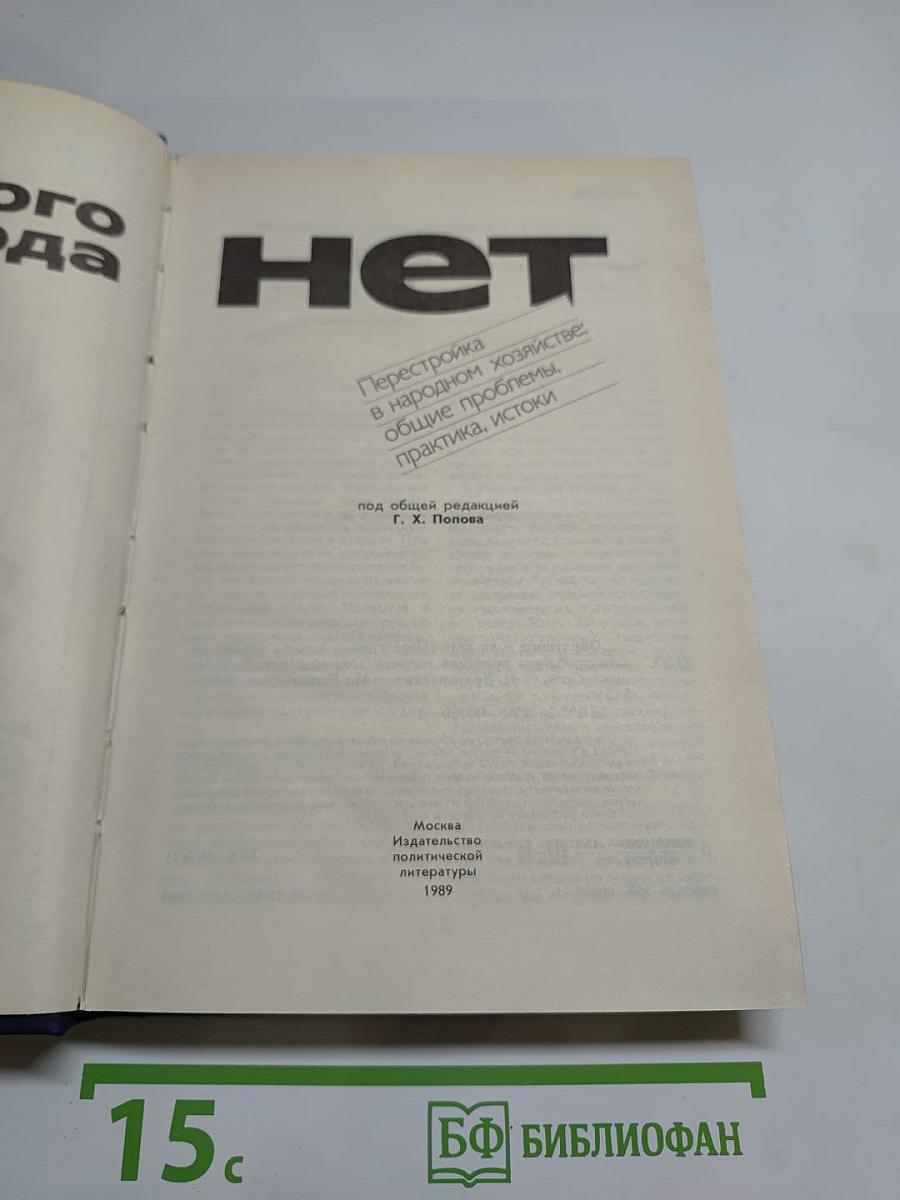 ого
ода
нет
Перестройка
в народном хозяйстве:
общие проблемы,
практика, истоки
под общей редакцией
Г. Х. Попова
Москва
Издательство
политической
литературы
1989
15 с
БФ БИБЛИОФАН